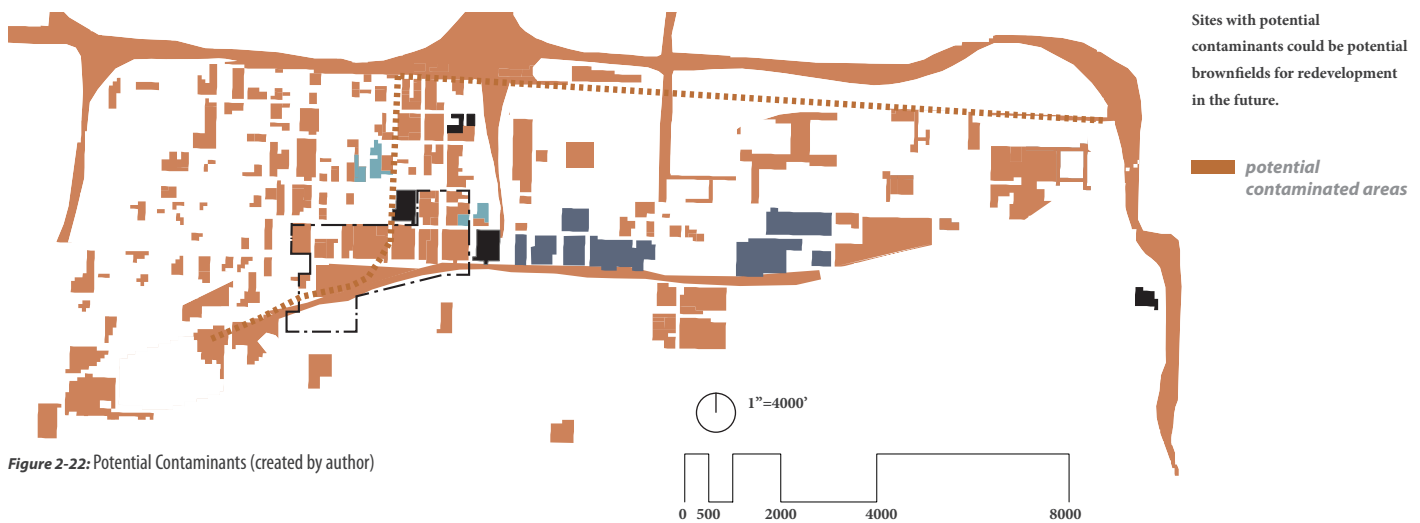 Sites with potential
contaminants could be potential
brownfields for redevelopment
in the future.
potential
contaminated areas
1”=4000’
Figure 2-22: Potential Contaminants (created by author)
0 500 2000 4000 8000